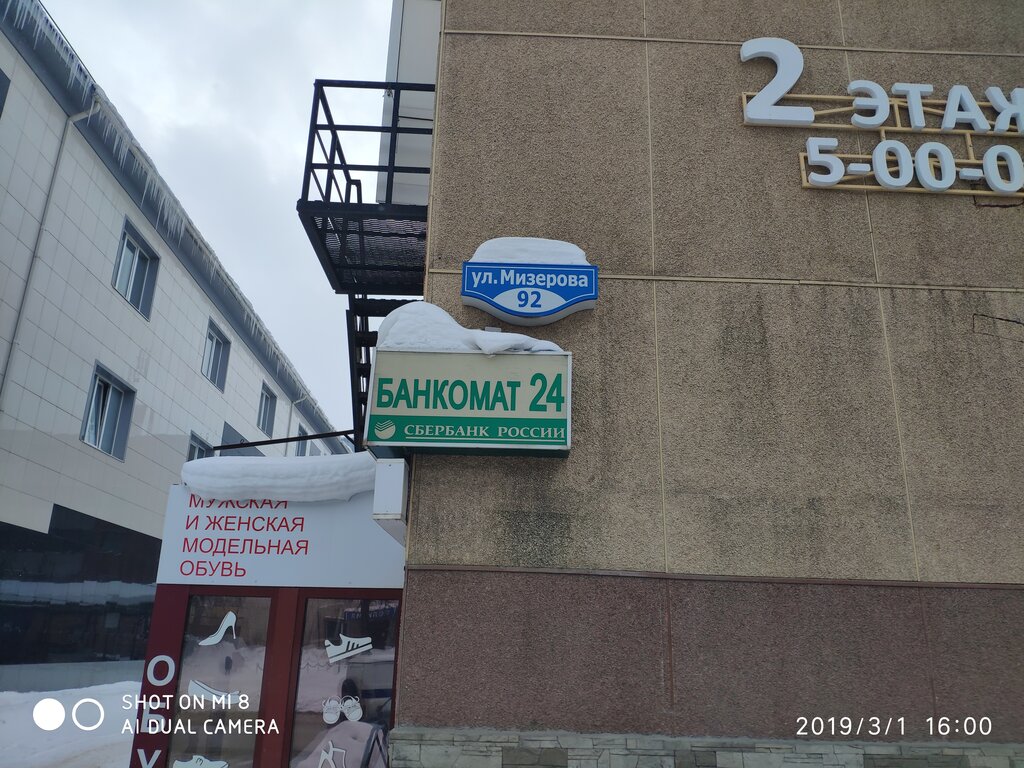 2 ЭТАЖ
5-00-0
ул.Мизерова
92
БАНКОМАТ 24
СБЕРБАНК РОССИИ
МУЖСКАЯ
И ЖЕНСКАЯ
МОДЕЛЬНАЯ
ОБУВЬ
ОБУ
SHOT ON MI 8
AI DUAL CAMERA
2019/3/1 16:00